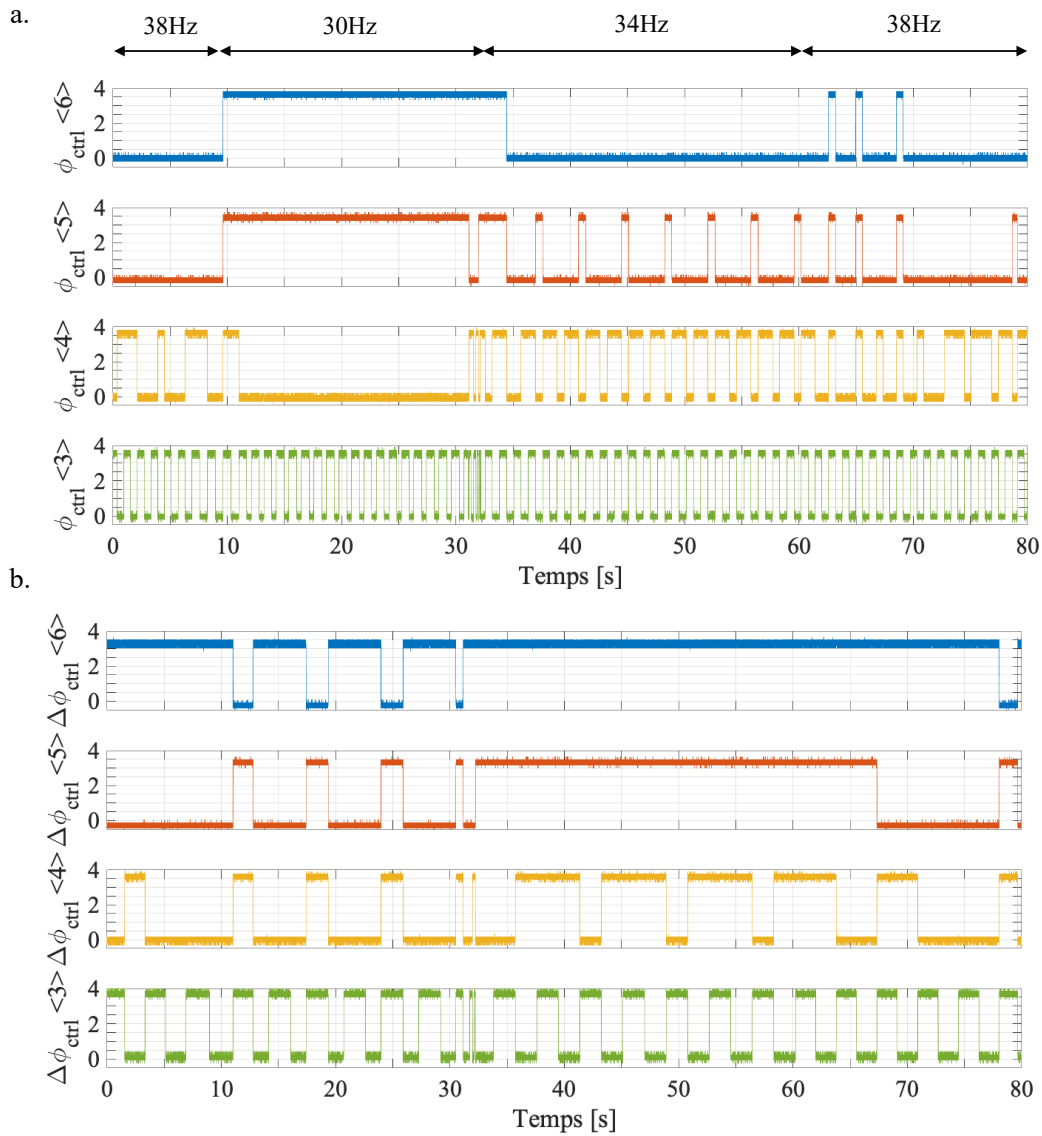 a.
38Hz 30Hz 34Hz 38Hz
4
2
0
ϕctrl <6>
4
2
0
ϕctrl <5>
4
2
0
ϕctrl <4>
4
2
0
ϕctrl <3>
0 10 20 30 40 50 60 70 80
Temps [s]
b.
4
2
0
Δϕctrl <6>
4
2
0
Δϕctrl <5>
4
2
0
Δϕctrl <4>
4
2
0
Δϕctrl <3>
0 10 20 30 40 50 60 70 80
Temps [s]